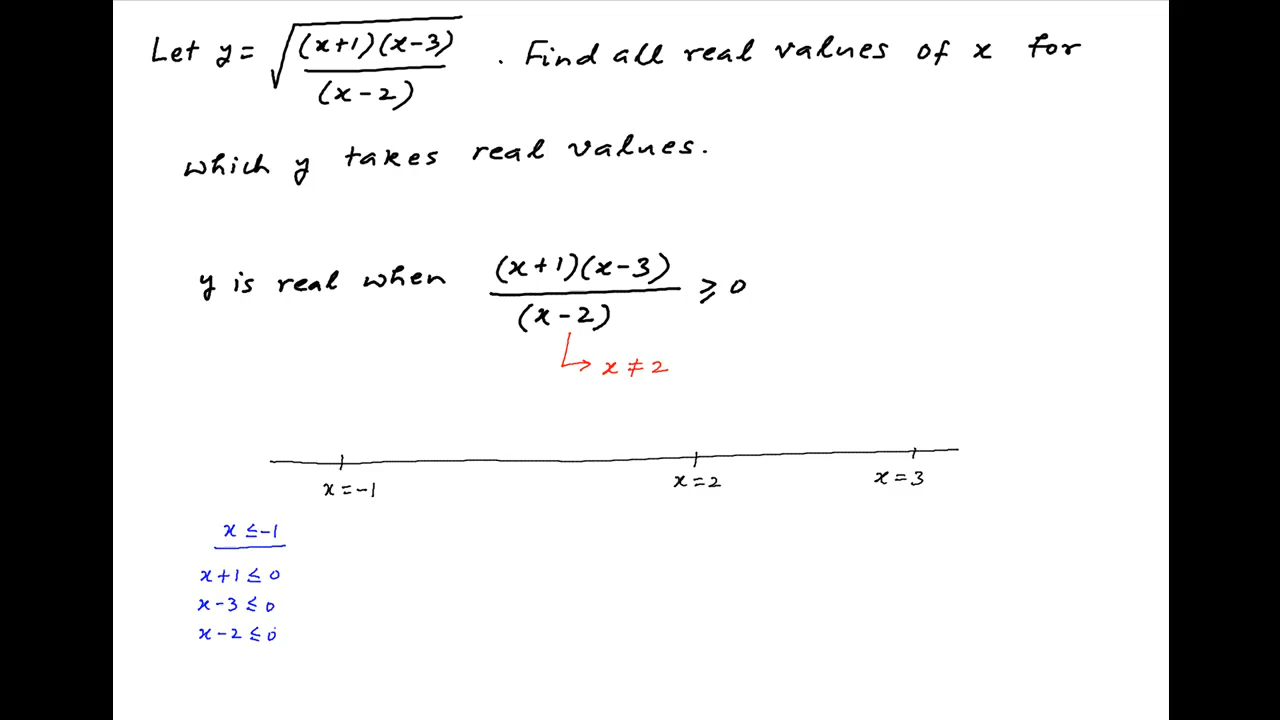 Let y = √((x+1)(x-3)/(x-2)) . Find all real values of x for
which y takes real values.
y is real when (x+1)(x-3)/(x-2) ⩾ 0
x ≠ 2
x = -1 x = 2 x = 3
x ≤ -1
x + 1 ≤ 0
x - 3 ≤ 0
x - 2 ≤ 0